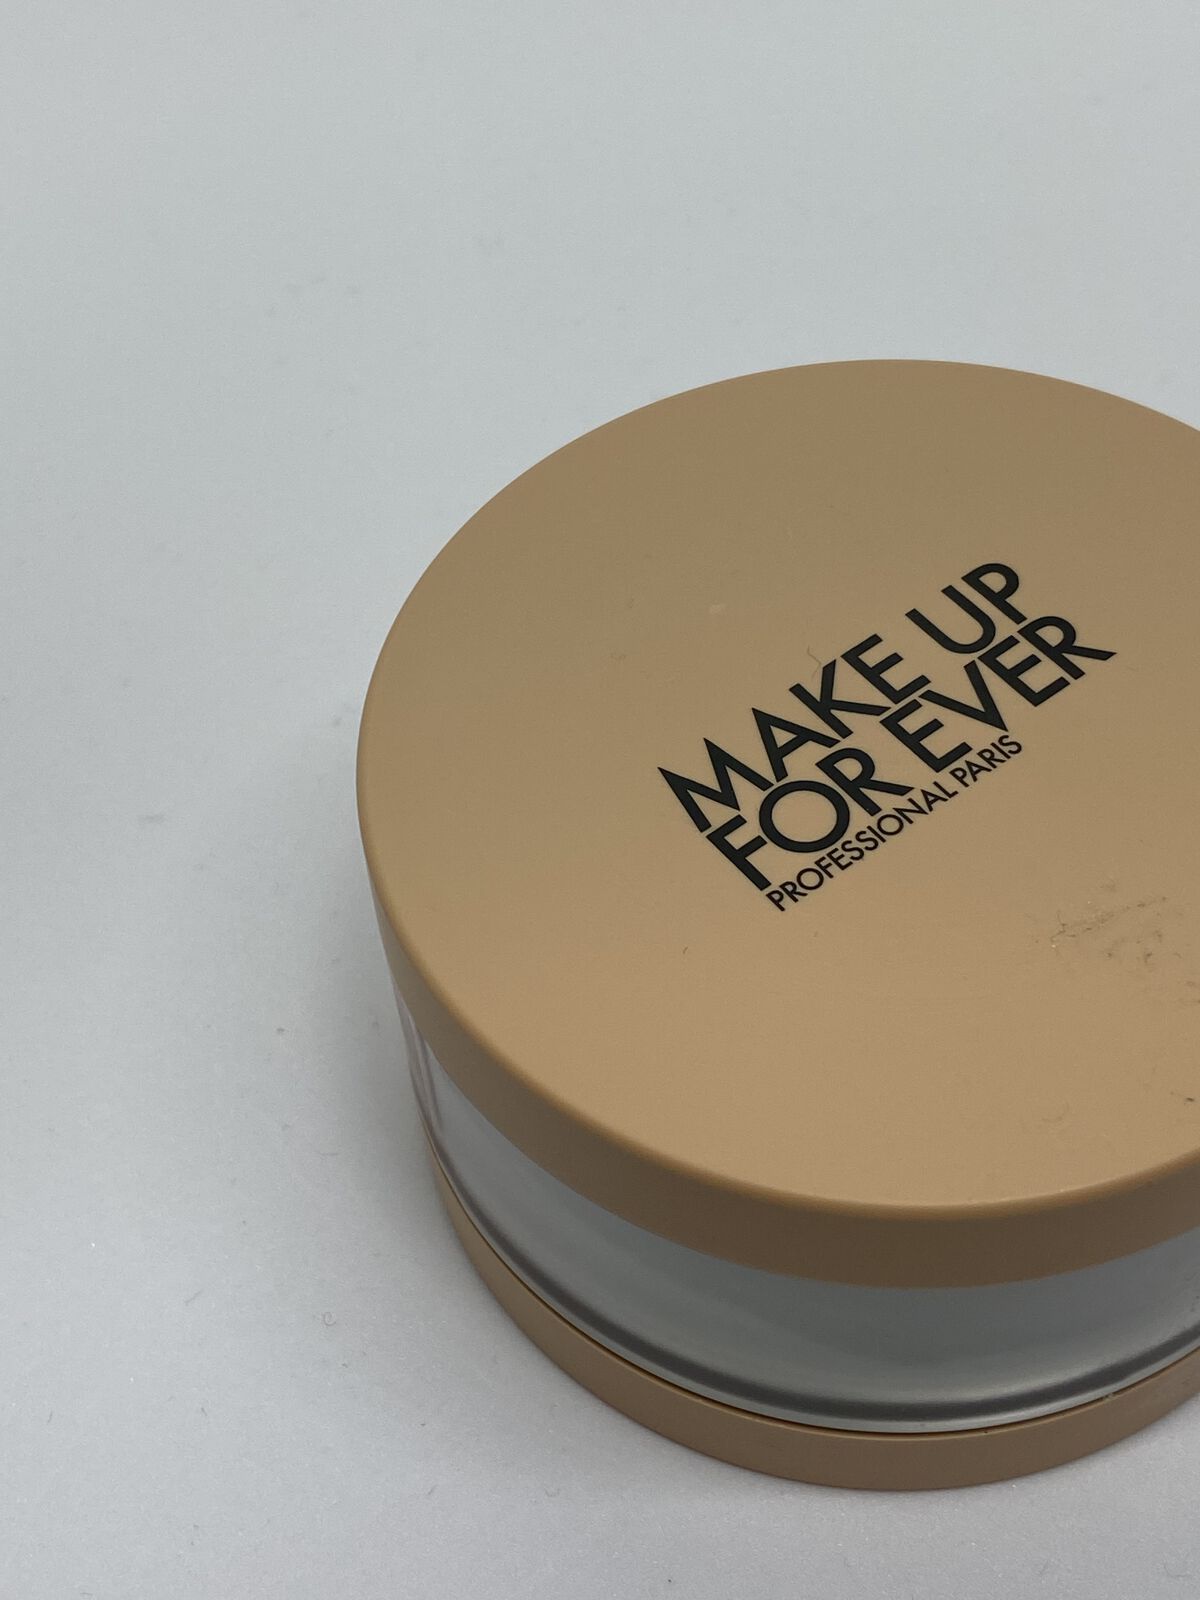 MAKE UP
FOR EVER
PROFESSIONAL PARIS